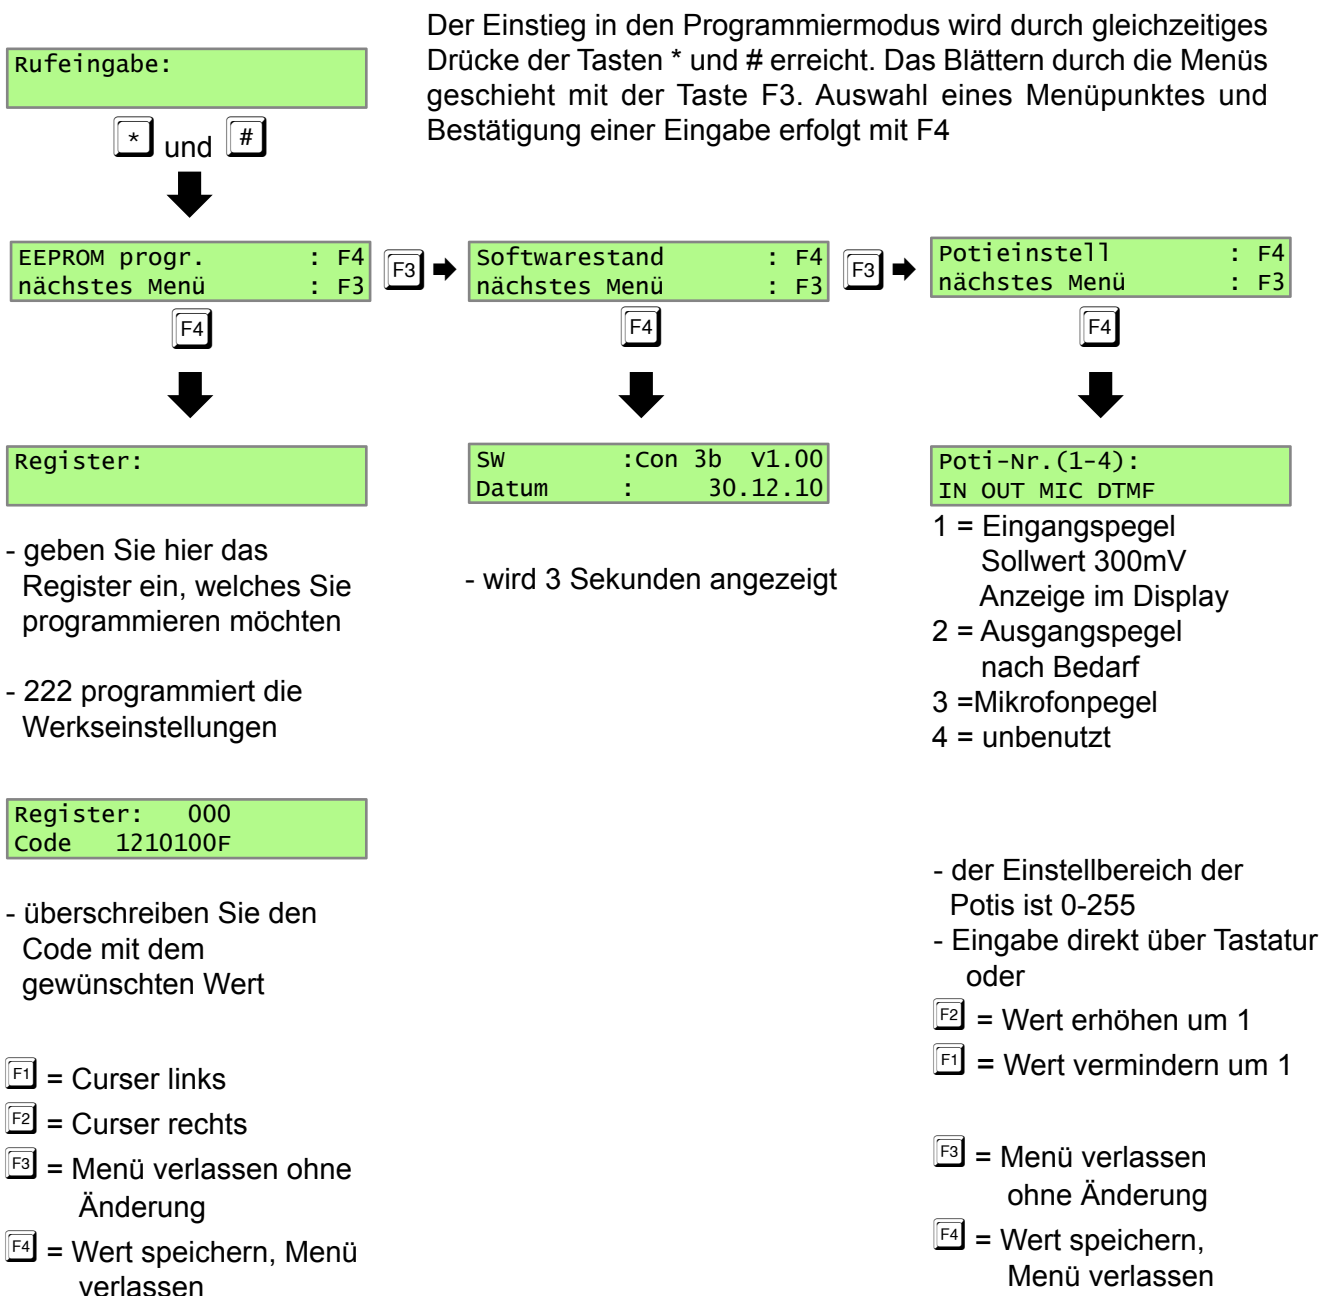 Der Einstieg in den Programmiermodus wird durch gleichzeitiges
Drücke der Tasten * und # erreicht. Das Blättern durch die Menüs
geschieht mit der Taste F3. Auswahl eines Menüpunktes und
Bestätigung einer Eingabe erfolgt mit F4
Rufeingabe:
* und #
EEPROM progr. : F4
nächstes Menü : F3
F3
Softwarestand : F4
nächstes Menü : F3
F3
Potieinstell : F4
nächstes Menü : F3
F4
F4
F4
Register:
- geben Sie hier das
Register ein, welches Sie
programmieren möchten
- 222 programmiert die
Werkseinstellungen
Register: 000
Code 1210100F
- überschreiben Sie den
Code mit dem
gewünschten Wert
F1 = Curser links
F2 = Curser rechts
F3 = Menü verlassen ohne
Änderung
F4 = Wert speichern, Menü
verlassen
SW :Con 3b V1.00
Datum : 30.12.10
- wird 3 Sekunden angezeigt
Poti-Nr.(1-4):
IN OUT MIC DTMF
1 = Eingangspegel
Sollwert 300mV
Anzeige im Display
2 = Ausgangspegel
nach Bedarf
3 =Mikrofonpegel
4 = unbenutzt
- der Einstellbereich der
Potis ist 0-255
- Eingabe direkt über Tastatur
oder
F2 = Wert erhöhen um 1
F1 = Wert vermindern um 1
F3 = Menü verlassen
ohne Änderung
F4 = Wert speichern,
Menü verlassen